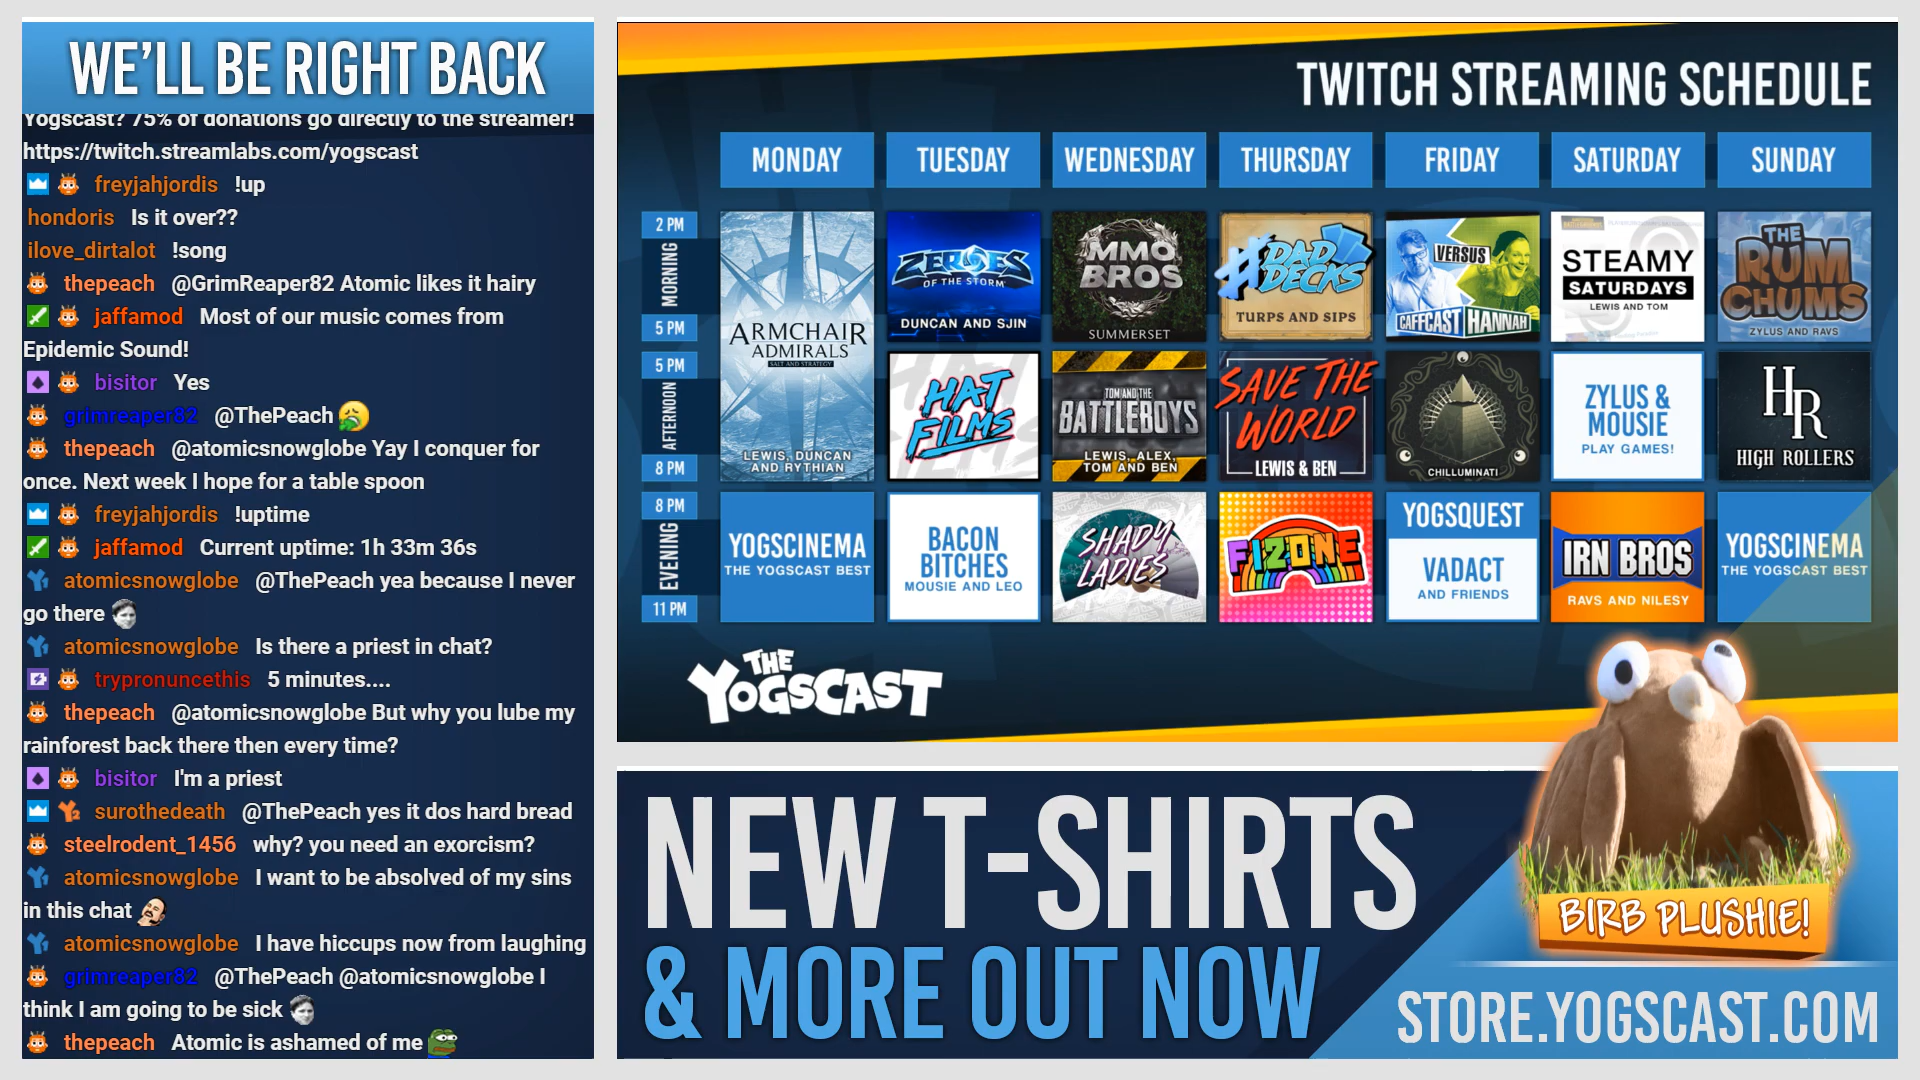 WE'LL BE RIGHT BACK
Yogscast? 75% of donations go directly to the streamer!
https://twitch.streamlabs.com/yogscast
freyjahjordis !up
hondoris Is it over??
ilove_dirtalot !song
thepeach @GrimReaper82 Atomic likes it hairy
jaffamod Most of our music comes from
Epidemic Sound!
bisitor Yes
grimreaper82 @ThePeach
thepeach @atomicsnowglobe Yay I conquer for
once. Next week I hope for a table spoon
freyjahjordis !uptime
jaffamod Current uptime: 1h 33m 36s
atomicsnowglobe @ThePeach yea because I never
go there
atomicsnowglobe Is there a priest in chat?
trypronuncethis 5 minutes....
thepeach @atomicsnowglobe But why you lube my
rainforest back there then every time?
bisitor I'm a priest
surothedeath @ThePeach yes it dos hard bread
steelrodent_1456 why? you need an exorcism?
atomicsnowglobe I want to be absolved of my sins
in this chat
atomicsnowglobe I have hiccups now from laughing
grimreaper82 @ThePeach @atomicsnowglobe I
think I am going to be sick
thepeach Atomic is ashamed of me
TWITCH STREAMING SCHEDULE
MONDAY TUESDAY WEDNESDAY THURSDAY FRIDAY SATURDAY SUNDAY
2 PM
MORNING
5 PM
5 PM
AFTERNOON
8 PM
8 PM
EVENING
11 PM
ARMCHAIR
ADMIRALS
SALT AND STRATEGY
LEWIS, DUNCAN
AND RYTHIAN
ZEROES
OF THE STORM
DUNCAN AND SJIN
MMO
BROS
SUMMERSET
#DAD
DECKS
TURPS AND SIPS
VERSUS
CAFFCAST HANNAH
STEAMY
SATURDAYS
LEWIS AND TOM
THE
RUM
CHUMS
ZYLUS AND RAVS
HAT
FILMS
TOM AND THE
BATTLEBOYS
LEWIS, ALEX,
TOM AND BEN
SAVE THE
WORLD
LEWIS & BEN
CHILLUMINATI
ZYLUS &
MOUSIE
PLAY GAMES!
HR
HIGH ROLLERS
YOGSCINEMA
THE YOGSCAST BEST
BACON
BITCHES
MOUSIE AND LEO
SHADY
LADIES
FIZONE
YOGSQUEST
VADACT
AND FRIENDS
IRN BROS
RAVS AND NILESY
YOGSCINEMA
THE YOGSCAST BEST
THE
YOGSCAST
NEW T-SHIRTS
& MORE OUT NOW
BIRB PLUSHIE!
STORE.YOGSCAST.COM